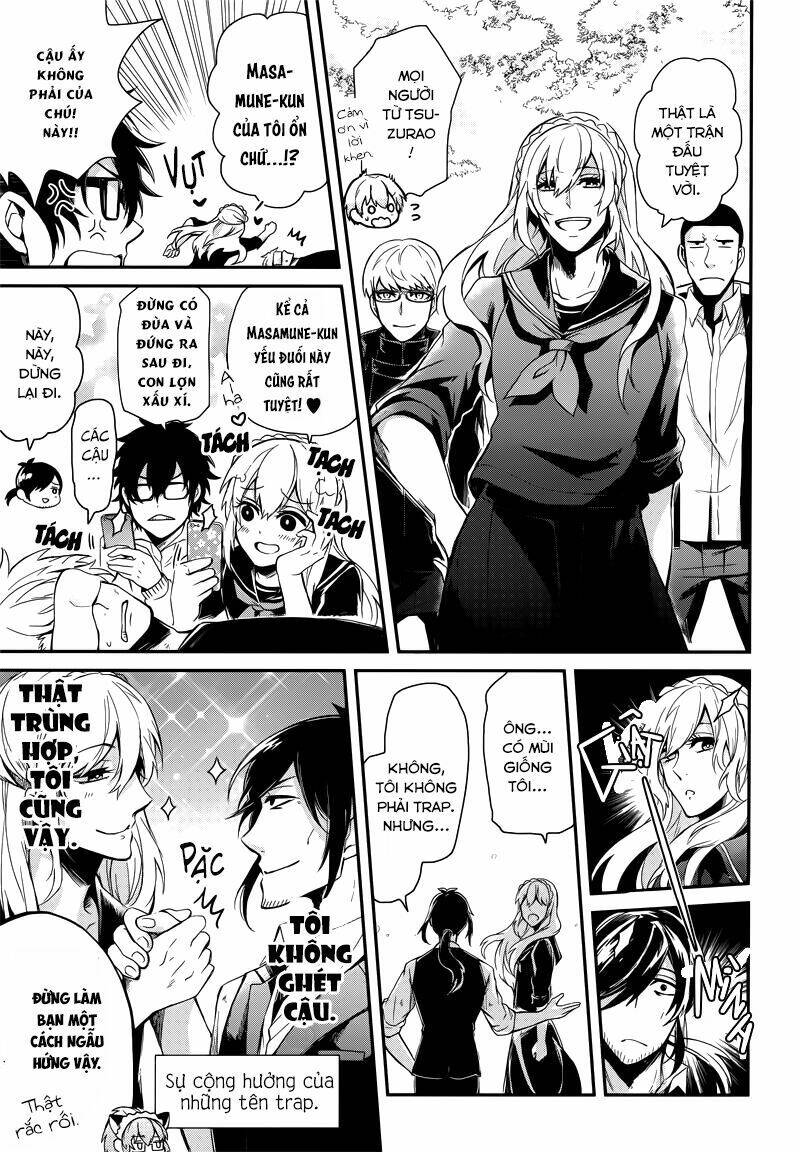 THẬT LÀ
MỘT TRẬN
ĐẤU TUYỆT
VỜI.
MỌI
NGƯỜI
TỪ TSU-
ZURAO
!
Cảm
ơn vì
lời
khen
MASA-
MUNE-KUN
CỦA TÔI ỔN
CHỨ...!?
CẬU ẤY
KHÔNG
PHẢI CỦA
CHÚ!
NÀY!!
VỤT
KỂ CẢ
MASAMUNE-KUN
YẾU ĐUỐI NÀY
CŨNG RẤT
TUYỆT! ♥
A
ha
ĐỪNG CÓ
ĐÙA VÀ
ĐỨNG RA
SAU ĐI,
CON LỢN
XẤU XÍ.
NÀY,
NÀY,
DỪNG
LẠI ĐI.
CÁC
CẬU
...
TÁCH
TẠCH
TẠCH
TÁCH
GIẬT
MÌNH
ÔNG...
CÓ MÙI
GIỐNG
TÔI...
KHÔNG,
TÔI KHÔNG
PHẢI TRAP.
NHƯNG...
THẬT
TRÙNG
HỢP,
TÔI
CŨNG
VẬY.
PẶC
TÔI
KHÔNG
GHÉT
CẬU.
ĐỪNG LÀM
BẠN MỘT
CÁCH NGẪU
HỨNG VẬY.
Sự cộng hưởng của
những tên trap.
Thật
rắc rối.